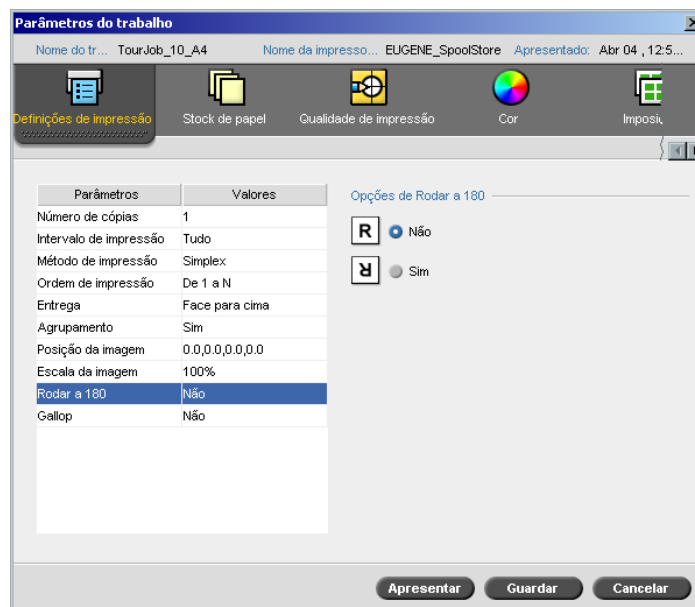 Parâmetros do trabalho
Nome do tr... TourJob_10_A4 Nome da impresso... EUGENE_SpoolStore Apresentado: Abr 04 , 12:5...
Definições de impressão Stock de papel Qualidade de impressão Cor Imposi
Parâmetros Valores Opções de Rodar a 180
Número de cópias 1
R Não
Intervalo de impressão Tudo
Método de impressão Simplex
R Sim
Ordem de impressão De 1 a N
Entrega Face para cima
Agrupamento Sim
Posição da imagem 0.0,0.0,0.0,0.0
Escala da imagem 100%
Rodar a 180 Não
Gallop Não
Apresentar Guardar Cancelar